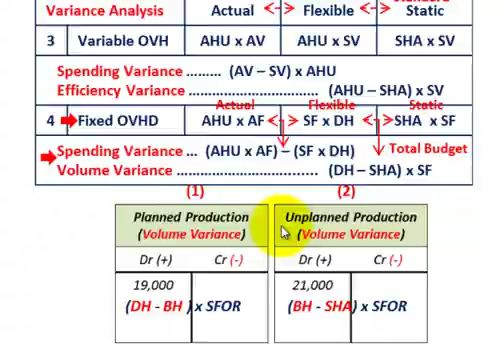 Standard
Variance Analysis Actual <-> Flexible <-> Static
3 Variable OVH AHU x AV AHU x SV SHA x SV
Spending Variance ......... (AV – SV) x AHU
Efficiency Variance ................................. (AHU – SHA) x SV
Actual Flexible Static
4 Fixed OVHD AHU x AF <-> SF x DH <-> SHA x SF
Spending Variance ... (AHU x AF) – (SF x DH) Total Budget
Volume Variance .................................... (DH – SHA) x SF
(1) (2)
Planned Production Unplanned Production
(Volume Variance) (Volume Variance)
Dr (+) Cr (-) Dr (+) Cr (-)
19,000 21,000
(DH - BH ) x SFOR (BH - SHA) x SFOR